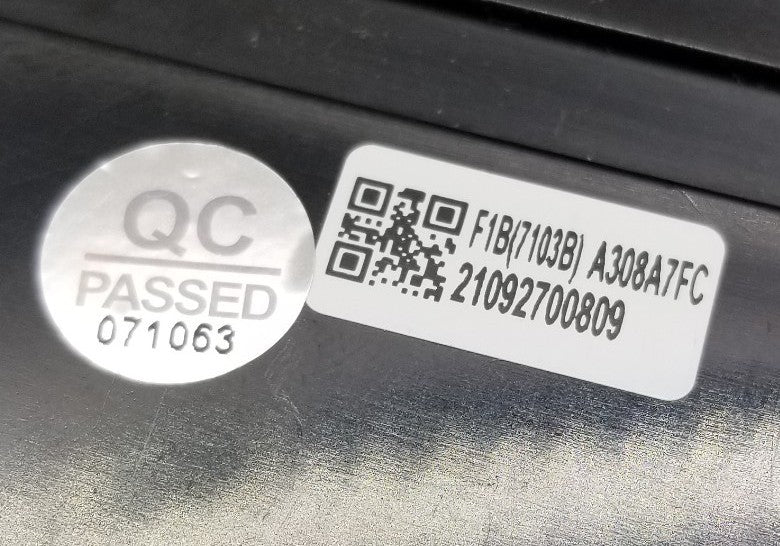 QC
PASSED
071063
F1B(7103B) A308A7FC
21092700809